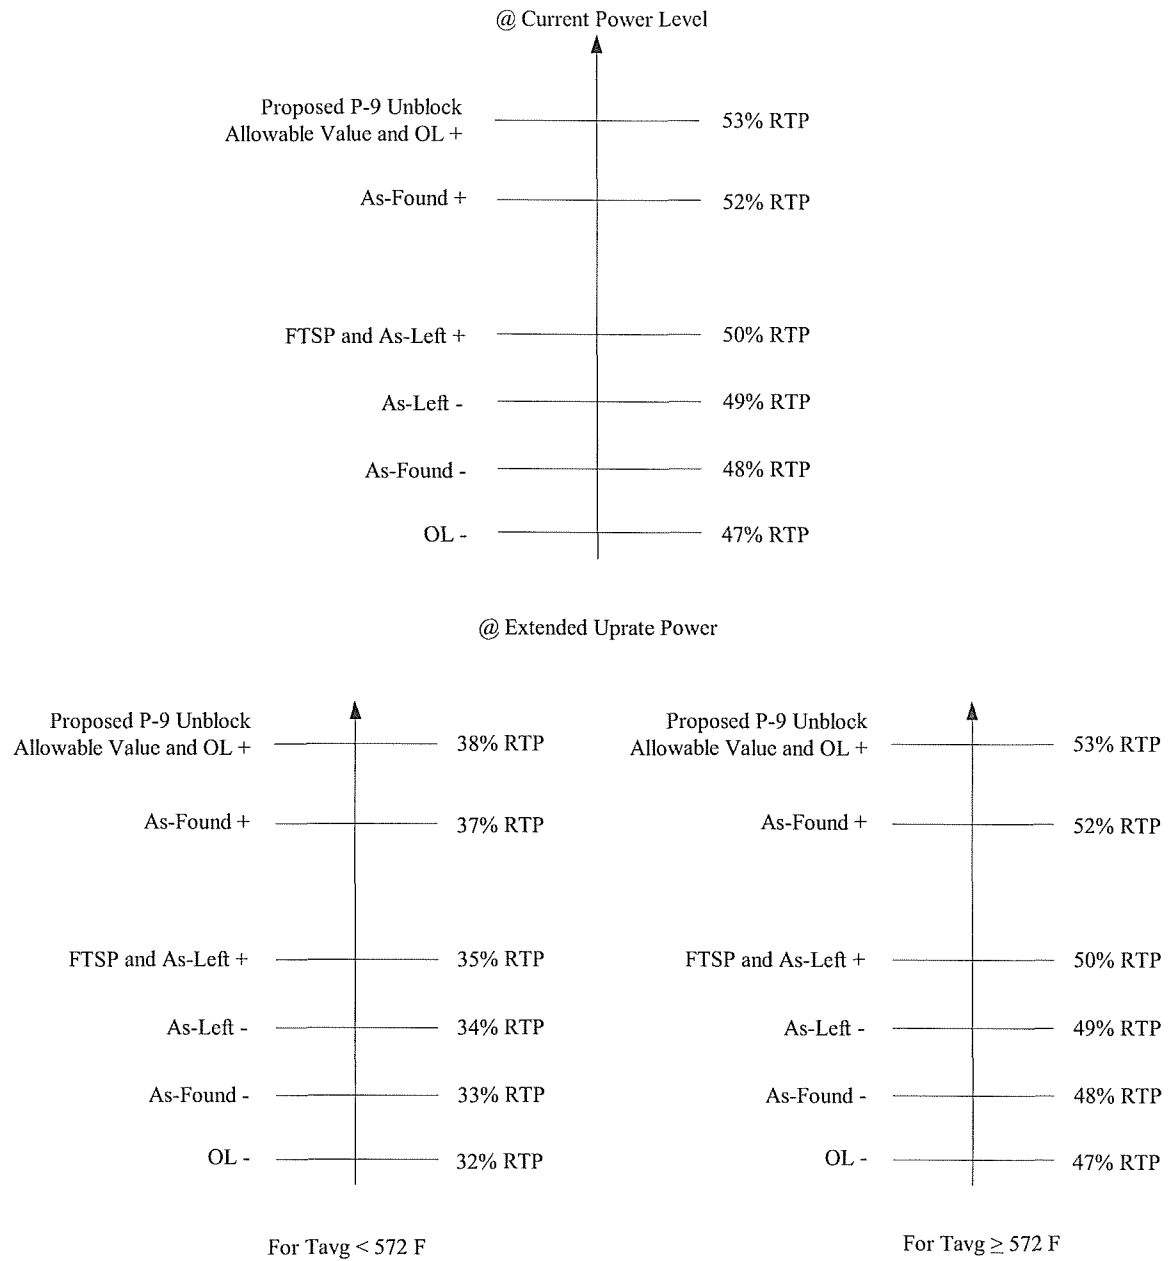 @ Current Power Level
Proposed P-9 Unblock
Allowable Value and OL +
53% RTP
As-Found +
52% RTP
FTSP and As-Left +
50% RTP
As-Left -
49% RTP
As-Found -
48% RTP
OL -
47% RTP
@ Extended Uprate Power
Proposed P-9 Unblock
Allowable Value and OL +
38% RTP
As-Found +
37% RTP
FTSP and As-Left +
35% RTP
As-Left -
34% RTP
As-Found -
33% RTP
OL -
32% RTP
For Tavg < 572 F
Proposed P-9 Unblock
Allowable Value and OL +
53% RTP
As-Found +
52% RTP
FTSP and As-Left +
50% RTP
As-Left -
49% RTP
As-Found -
48% RTP
OL -
47% RTP
For Tavg ≥ 572 F